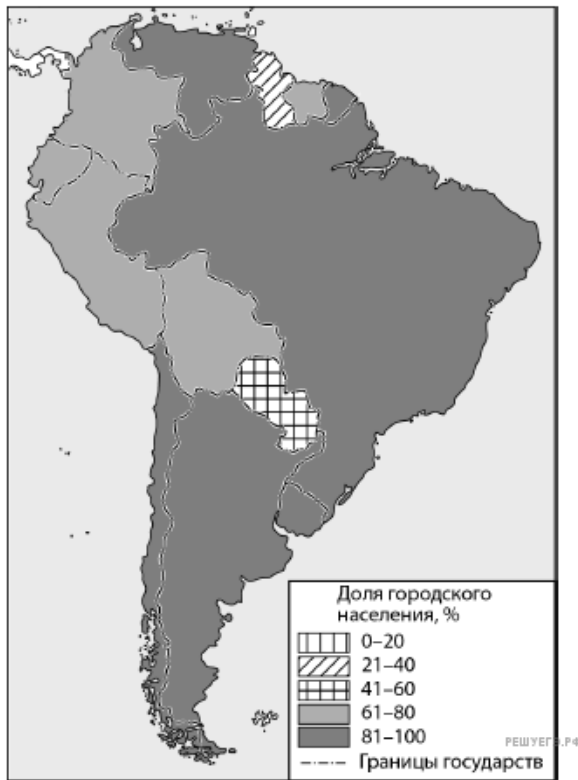 Доля городского
населения, %
0–20
21–40
41–60
61–80
81–100
Границы государств
РЕШУЕГЭ.РФ